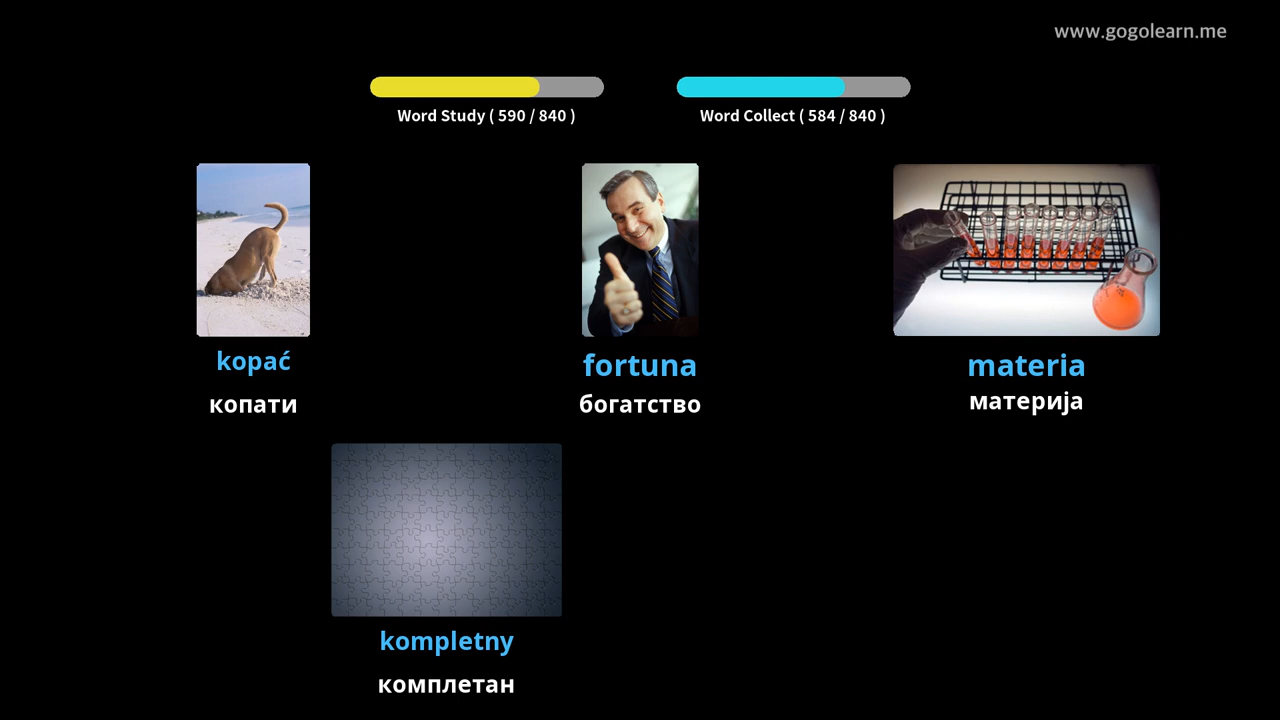 www.gogolearn.me
Word Study ( 590 / 840 )
Word Collect ( 584 / 840 )
kopać
fortuna
materia
копати
богатство
материја
kompletny
комплетан